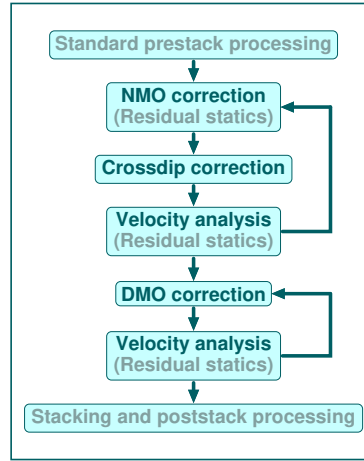 Standard prestack processing
NMO correction
(Residual statics)
Crossdip correction
Velocity analysis
(Residual statics)
DMO correction
Velocity analysis
(Residual statics)
Stacking and poststack processing